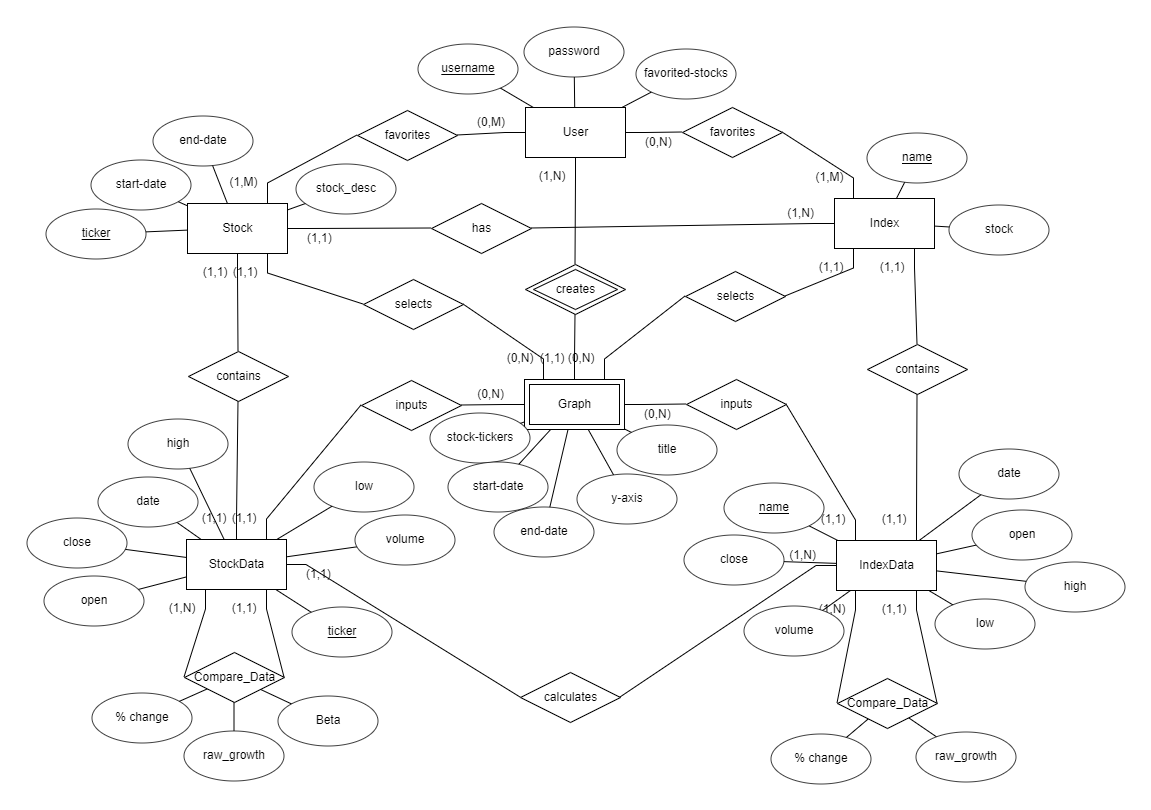 password
username
favorited-stocks
(0,M)
User
favorites
favorites
end-date
(0,N)
name
(1,N)
start-date
(1,M)
stock_desc
(1,M)
ticker
Stock
has
(1,N)
Index
stock
(1,1)
(1,1)
(1,1)
(1,1)
(1,1)
selects
creates
selects
(0,N)
(1,1)
(0,N)
contains
contains
inputs
(0,N)
Graph
(0,N)
inputs
high
stock-tickers
title
date
low
start-date
y-axis
date
name
close
(1,1)
(1,1)
volume
end-date
(1,1)
(1,1)
open
close
(1,N)
StockData
(1,1)
IndexData
high
open
(1,N)
(1,1)
ticker
volume
(1,N)
(1,1)
low
Compare_Data
calculates
Compare_Data
% change
Beta
raw_growth
% change
raw_growth